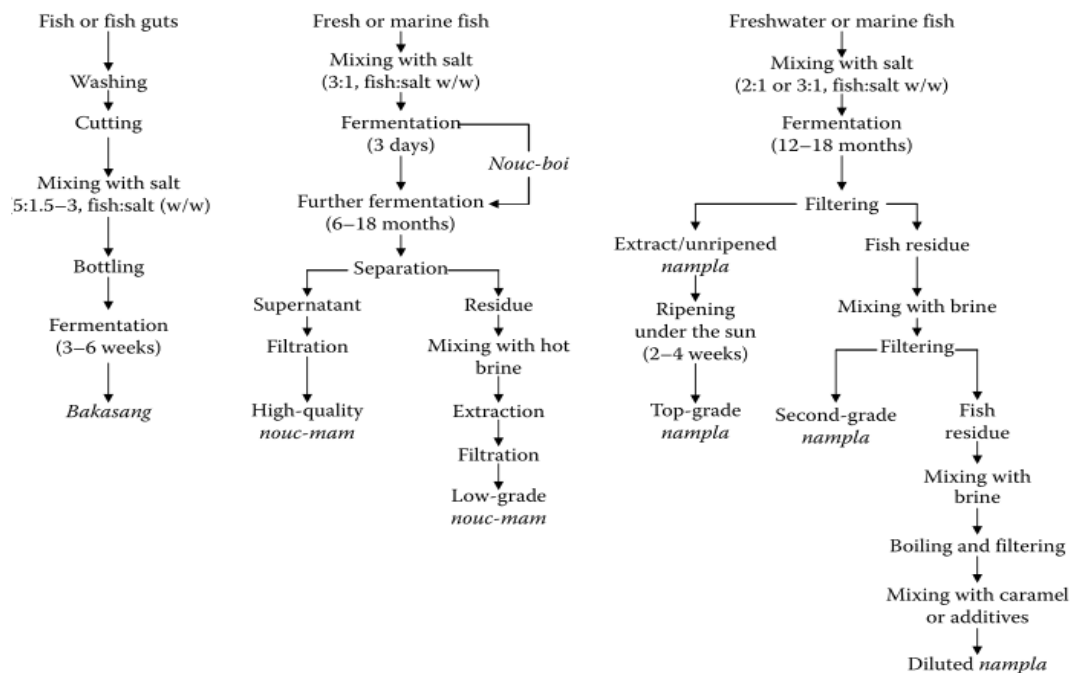 Fish or fish guts
Washing
Cutting
Mixing with salt
5:1.5–3, fish:salt (w/w)
Bottling
Fermentation
(3–6 weeks)
Bakasang
Fresh or marine fish
Mixing with salt
(3:1, fish:salt w/w)
Fermentation
(3 days)
Nouc-boi
Further fermentation
(6–18 months)
Separation
Supernatant
Filtration
High-quality
nouc-mam
Residue
Mixing with hot
brine
Extraction
Filtration
Low-grade
nouc-mam
Freshwater or marine fish
Mixing with salt
(2:1 or 3:1, fish:salt w/w)
Fermentation
(12–18 months)
Filtering
Extract/unripened
nampla
Ripening
under the sun
(2–4 weeks)
Top-grade
nampla
Fish residue
Mixing with brine
Filtering
Second-grade
nampla
Fish
residue
Mixing with
brine
Boiling and filtering
Mixing with caramel
or additives
Diluted nampla